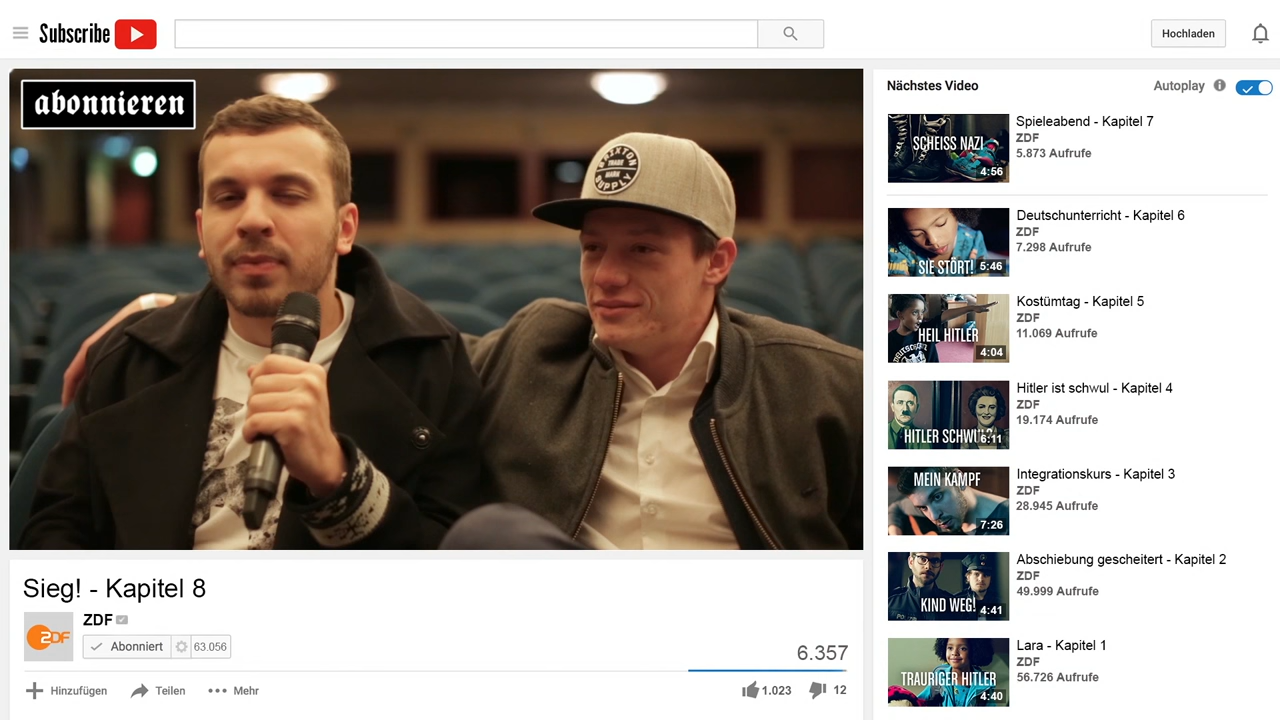 Subscribe
Hochladen
abonnieren
BRIXTON
TRADE
MARK
SUPPLY
Sieg! - Kapitel 8
ZDF
ZDF
Abonniert
63.056
6.357
Hinzufügen
Teilen
Mehr
1.023
12
Nächstes Video
Autoplay
SCHEISS NAZI
4:56
Spieleabend - Kapitel 7
ZDF
5.873 Aufrufe
SIE STÖRT!
5:46
Deutschunterricht - Kapitel 6
ZDF
7.298 Aufrufe
HEIL HITLER
4:04
Kostümtag - Kapitel 5
ZDF
11.069 Aufrufe
HITLER SCHWUL?
6:11
Hitler ist schwul - Kapitel 4
ZDF
19.174 Aufrufe
MEIN KAMPF
7:26
Integrationskurs - Kapitel 3
ZDF
28.945 Aufrufe
KIND WEG!
4:41
Abschiebung gescheitert - Kapitel 2
ZDF
49.999 Aufrufe
TRAURIGER HITLER
4:40
Lara - Kapitel 1
ZDF
56.726 Aufrufe